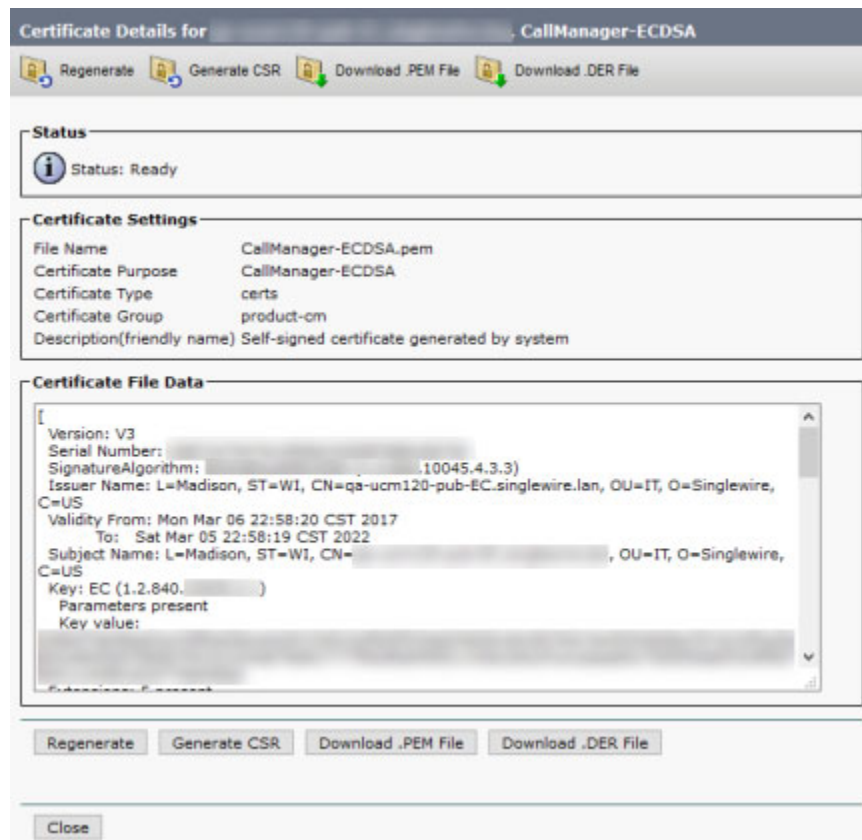 Certificate Details for , CallManager-ECDSA
Regenerate Generate CSR Download .PEM File Download .DER File
Status
Status: Ready
Certificate Settings
File Name CallManager-ECDSA.pem
Certificate Purpose CallManager-ECDSA
Certificate Type certs
Certificate Group product-cm
Description(friendly name) Self-signed certificate generated by system
Certificate File Data
[
Version: V3
Serial Number:
SignatureAlgorithm: .10045.4.3.3)
Issuer Name: L=Madison, ST=WI, CN=qa-ucm120-pub-EC.singlewire.lan, OU=IT, O=Singlewire,
C=US
Validity From: Mon Mar 06 22:58:20 CST 2017
To: Sat Mar 05 22:58:19 CST 2022
Subject Name: L=Madison, ST=WI, CN= , OU=IT, O=Singlewire,
C=US
Key: EC (1.2.840. )
Parameters present
Key value:
Regenerate Generate CSR Download .PEM File Download .DER File
Close